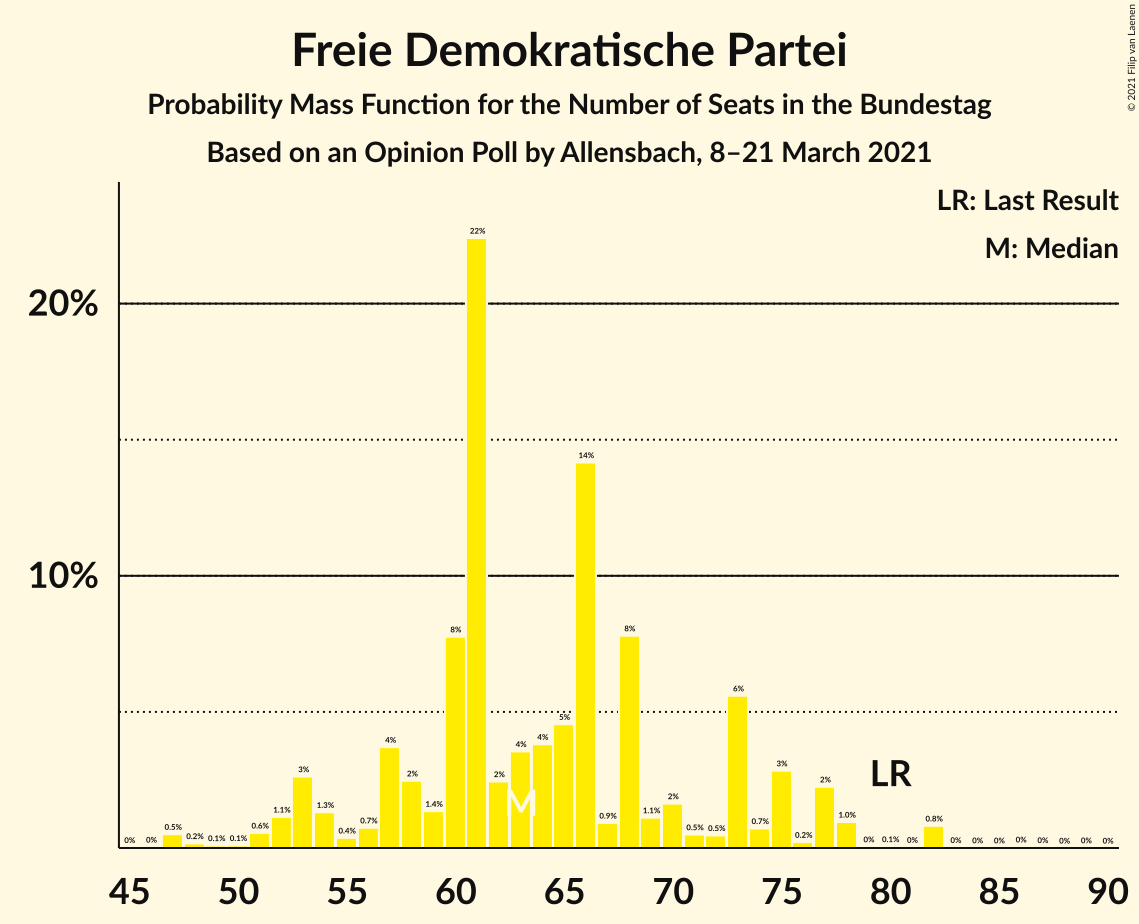 © 2021 Filip van Laenen
Freie Demokratische Partei
Probability Mass Function for the Number of Seats in the Bundestag
Based on an Opinion Poll by Allensbach, 8–21 March 2021
LR: Last Result
M: Median
20%
10%
0% 0% 0.5% 0.2% 0.1% 0.1% 0.6% 1.1% 3% 1.3% 0.4% 0.7% 4% 2% 1.4% 8% 22% 2% 4% 4% 5% 14% 0.9% 8% 1.1% 2% 0.5% 0.5% 6% 0.7% 3% 0.2% 2% 1.0% 0% 0.1% 0% 0.8% 0% 0% 0% 0% 0% 0% 0% 0%
M
LR
45 50 55 60 65 70 75 80 85 90